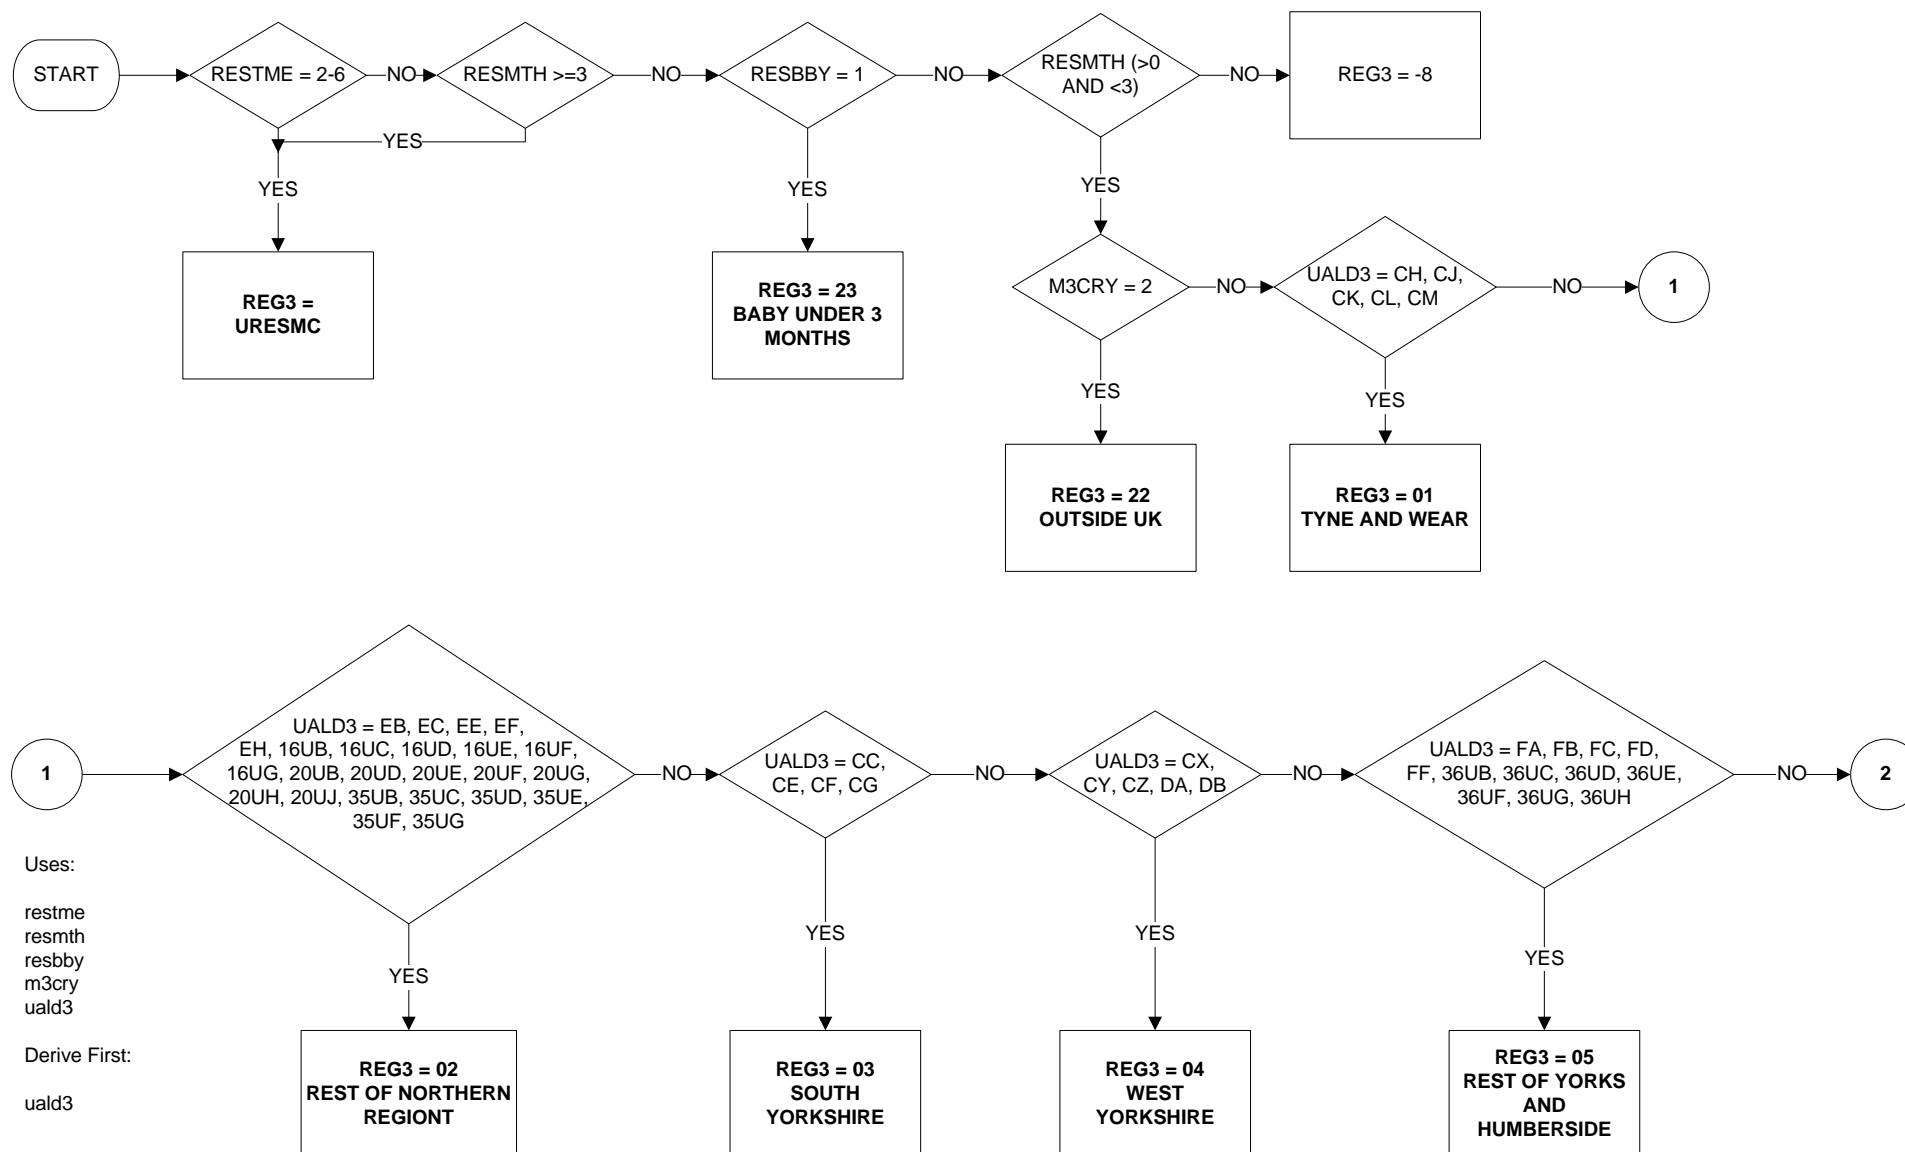 START
RESTME = 2-6
NO
RESMTH >=3
NO
RESBBY = 1
NO
RESMTH (>0
AND <3)
NO
REG3 = -8
YES
YES
YES
YES
REG3 =
URESMC
REG3 = 23
BABY UNDER 3
MONTHS
M3CRY = 2
NO
UALD3 = CH, CJ,
CK, CL, CM
NO
1
YES
YES
REG3 = 22
OUTSIDE UK
REG3 = 01
TYNE AND WEAR
1
UALD3 = EB, EC, EE, EF,
EH, 16UB, 16UC, 16UD, 16UE, 16UF,
16UG, 20UB, 20UD, 20UE, 20UF, 20UG,
20UH, 20UJ, 35UB, 35UC, 35UD, 35UE,
35UF, 35UG
NO
UALD3 = CC,
CE, CF, CG
NO
UALD3 = CX,
CY, CZ, DA, DB
NO
UALD3 = FA, FB, FC, FD,
FF, 36UB, 36UC, 36UD, 36UE,
36UF, 36UG, 36UH
NO
2
YES
YES
YES
YES
REG3 = 02
REST OF NORTHERN
REGIONT
REG3 = 03
SOUTH
YORKSHIRE
REG3 = 04
WEST
YORKSHIRE
REG3 = 05
REST OF YORKS
AND
HUMBERSIDE
Uses:
restme
resmth
resbby
m3cry
uald3
Derive First:
uald3